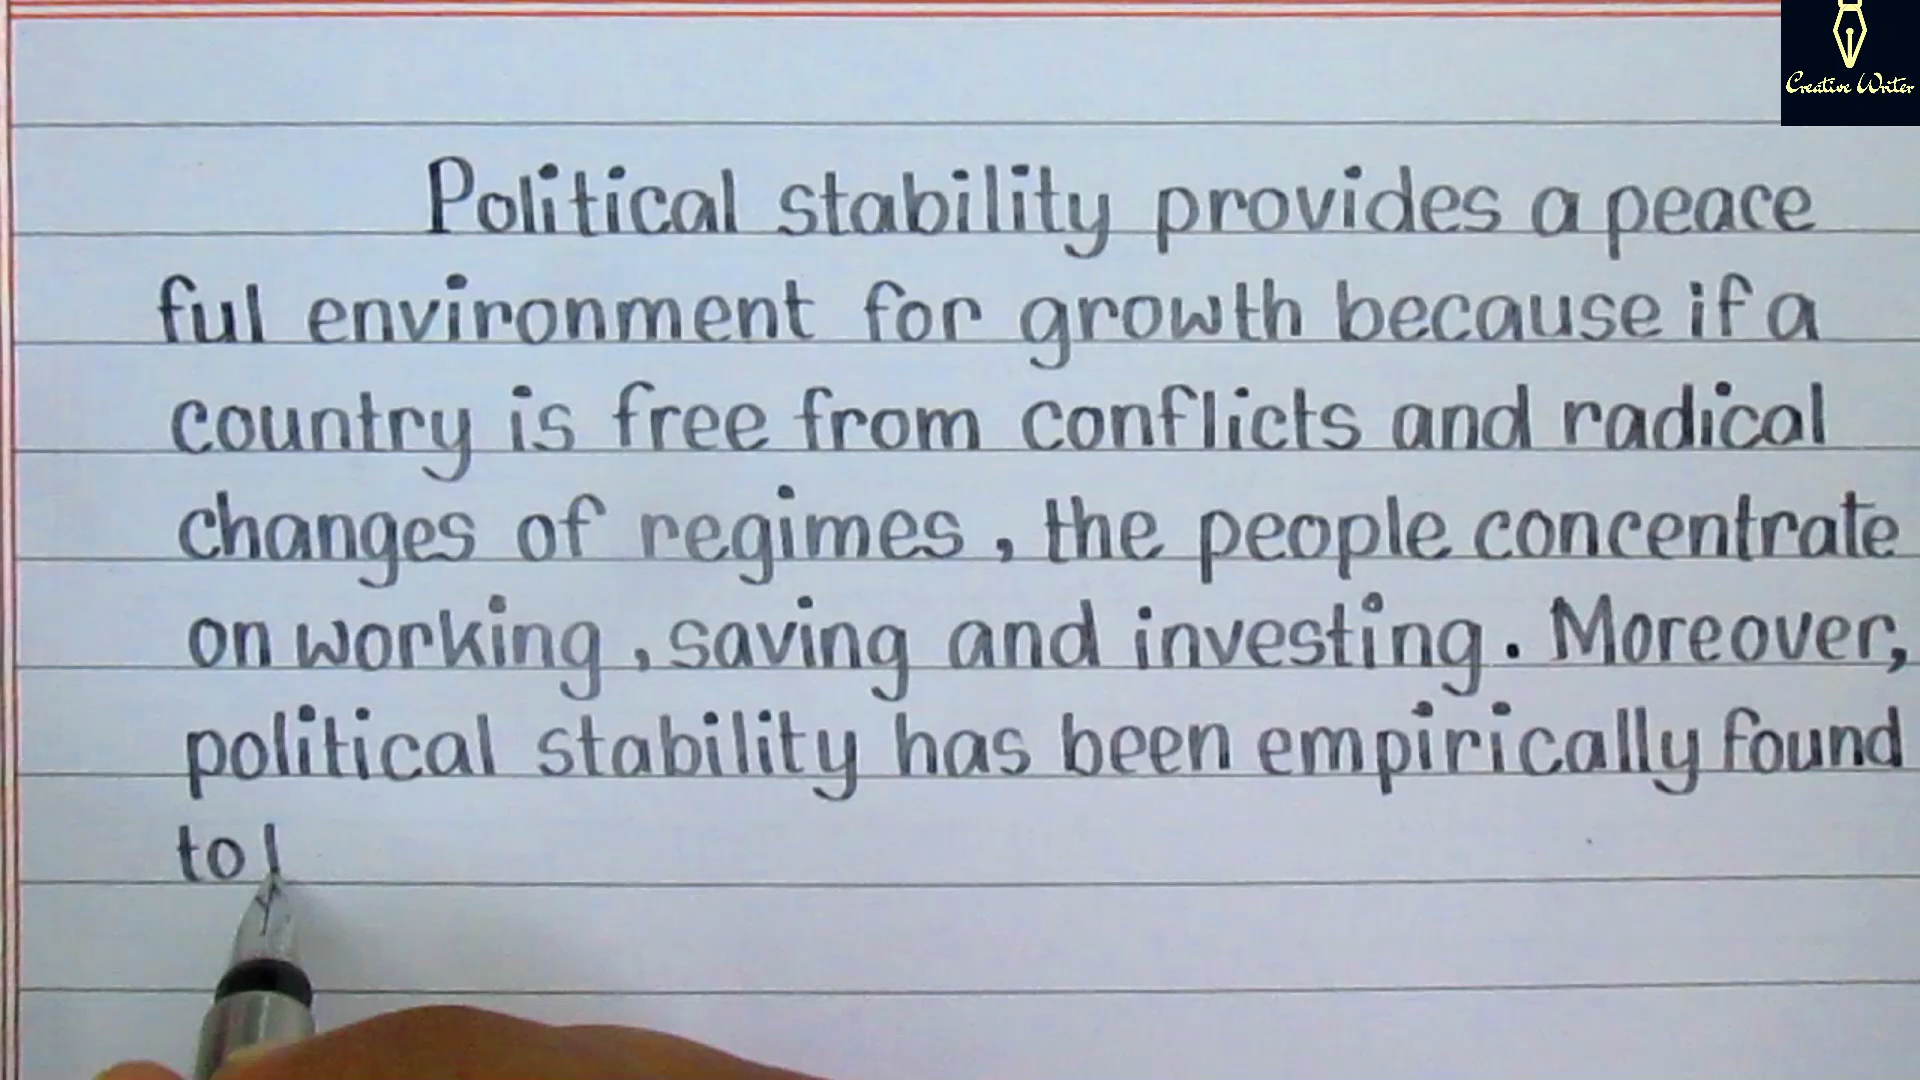 Creative Writer
Political stability provides a peace
ful environment for growth because if a
country is free from conflicts and radical
changes of regimes, the people concentrate
on working, saving and investing. Moreover,
political stability has been empirically found
to